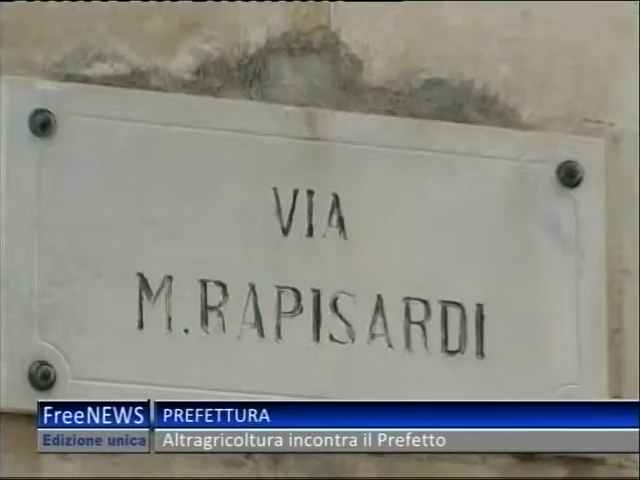 VIA
M. RAPISARDI
FreeNEWS PREFETTURA
Edizione unica Altragricoltura incontra il Prefetto